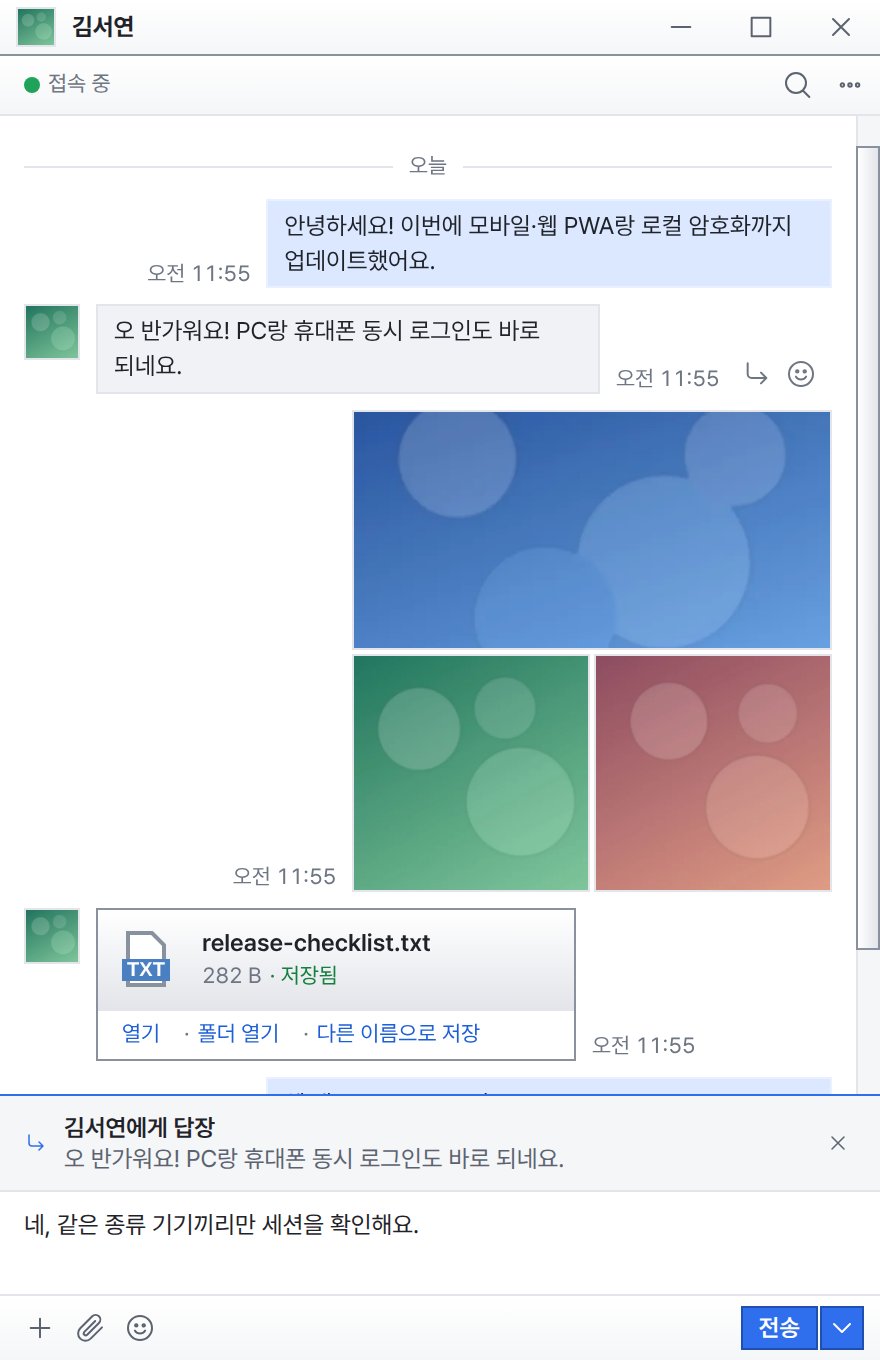 김서연
접속 중
오늘
안녕하세요! 이번에 모바일·웹 PWA랑 로컬 암호화까지
업데이트했어요.
오전 11:55
오 반가워요! PC랑 휴대폰 동시 로그인도 바로
되네요.
오전 11:55
오전 11:55
release-checklist.txt
TXT
282 B · 저장됨
열기 · 폴더 열기 · 다른 이름으로 저장
오전 11:55
김서연에게 답장
오 반가워요! PC랑 휴대폰 동시 로그인도 바로 되네요.
네, 같은 종류 기기끼리만 세션을 확인해요.
전송